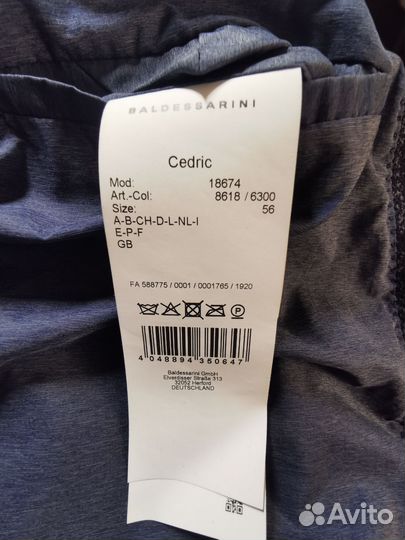 BALDESSARINI
Cedric
Mod: 18674
Art.-Col: 8618 / 6300
Size: 56
A-B-CH-D-L-NL-I
E-P-F
GB
FA 588775 / 0001 / 0001765 / 1920
P
4 048894 350647
Baldessarini GmbH
Elverdisser Straße 313
32052 Herford
DEUTSCHLAND
Avito